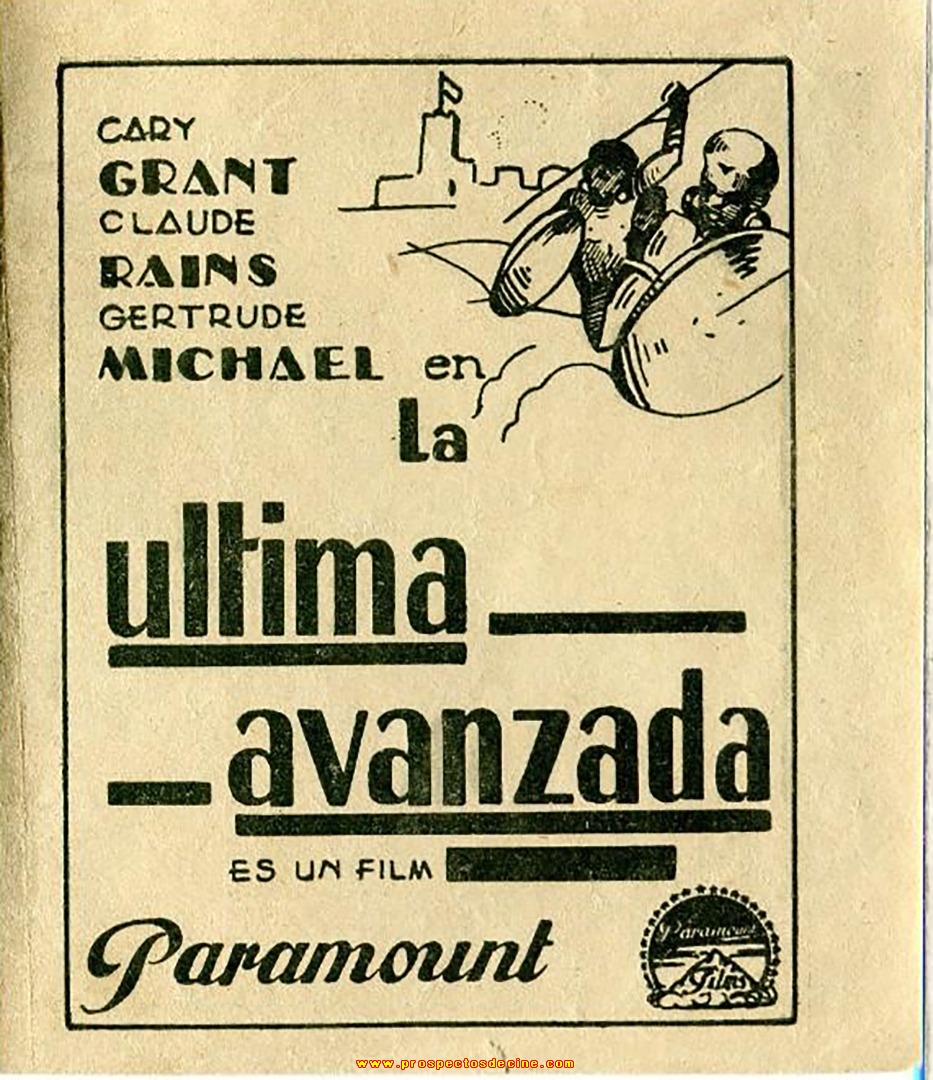 CARY
GRANT
CLAUDE
RAINS
GERTRUDE
MICHAEL en
La
ultima
avanzada
ES UN FILM
Paramount
Paramount
Films
www.prospectosdecine.com